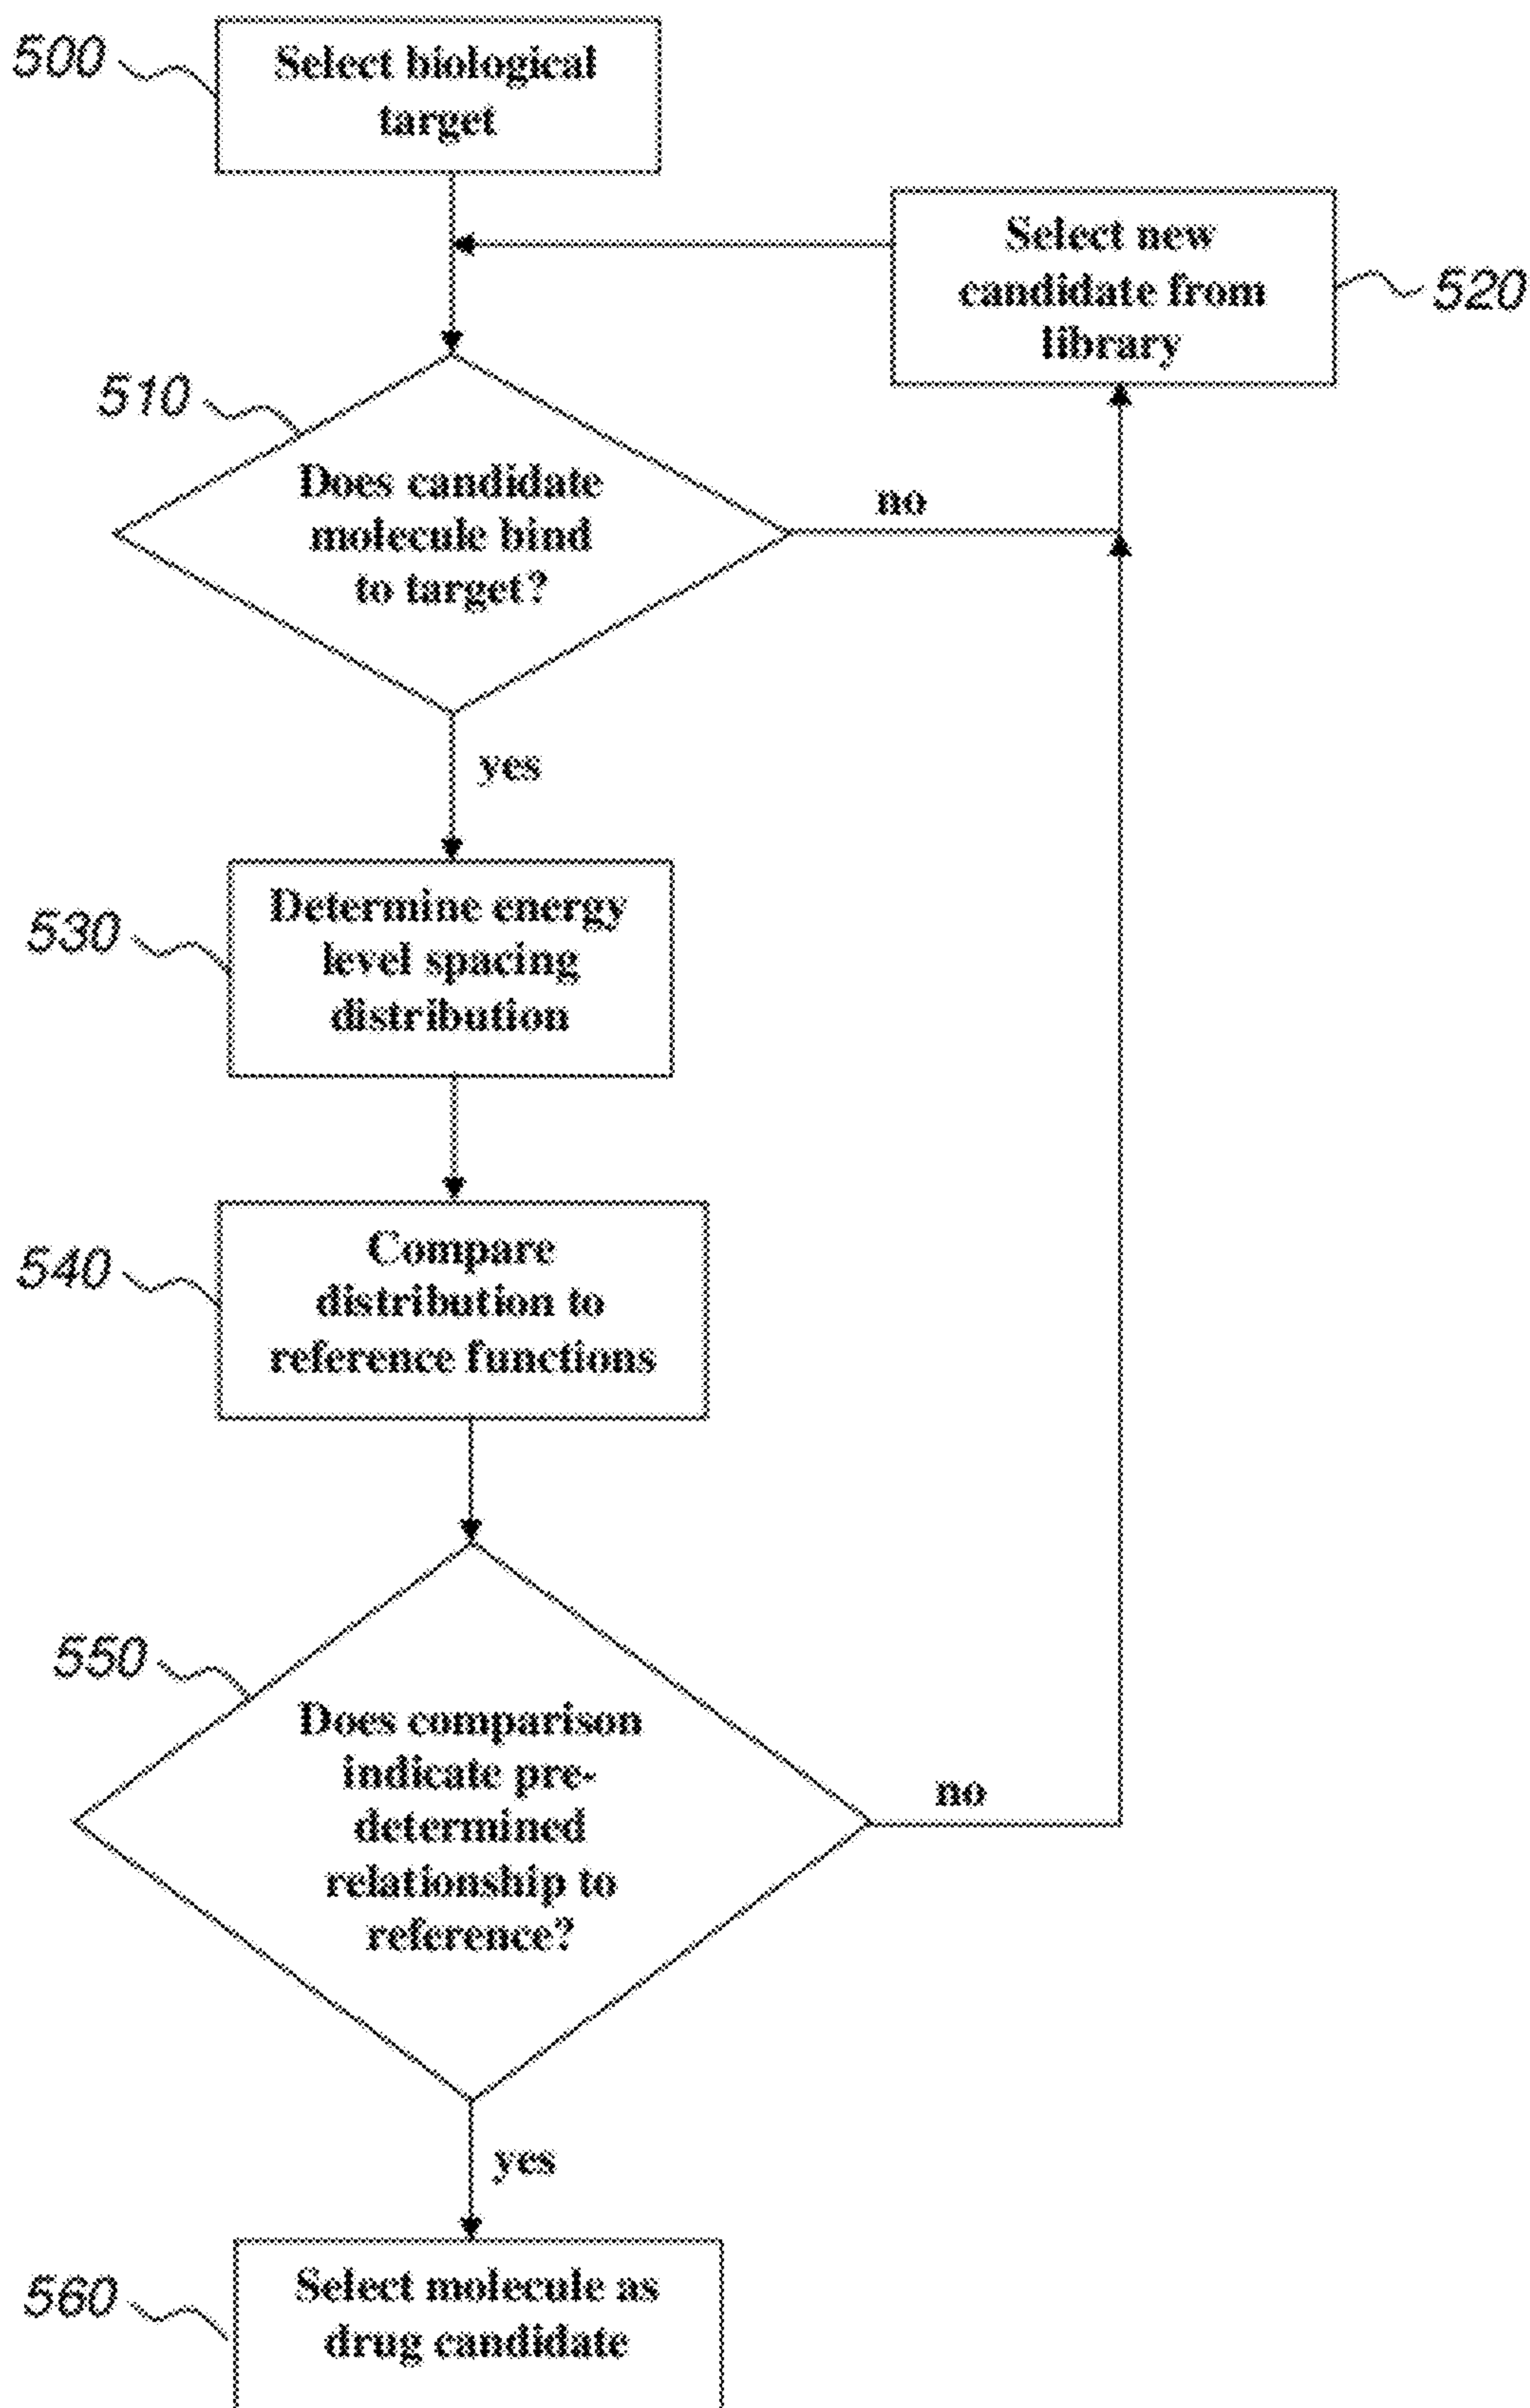 500
Select biological
target
Select new
candidate from
library
520
510
Does candidate
molecule bind
to target?
no
yes
530
Determine energy
level spacing
distribution
540
Compare
distribution to
reference functions
550
Does comparison
indicate pre-
determined
relationship to
reference?
no
yes
560
Select molecule as
drug candidate